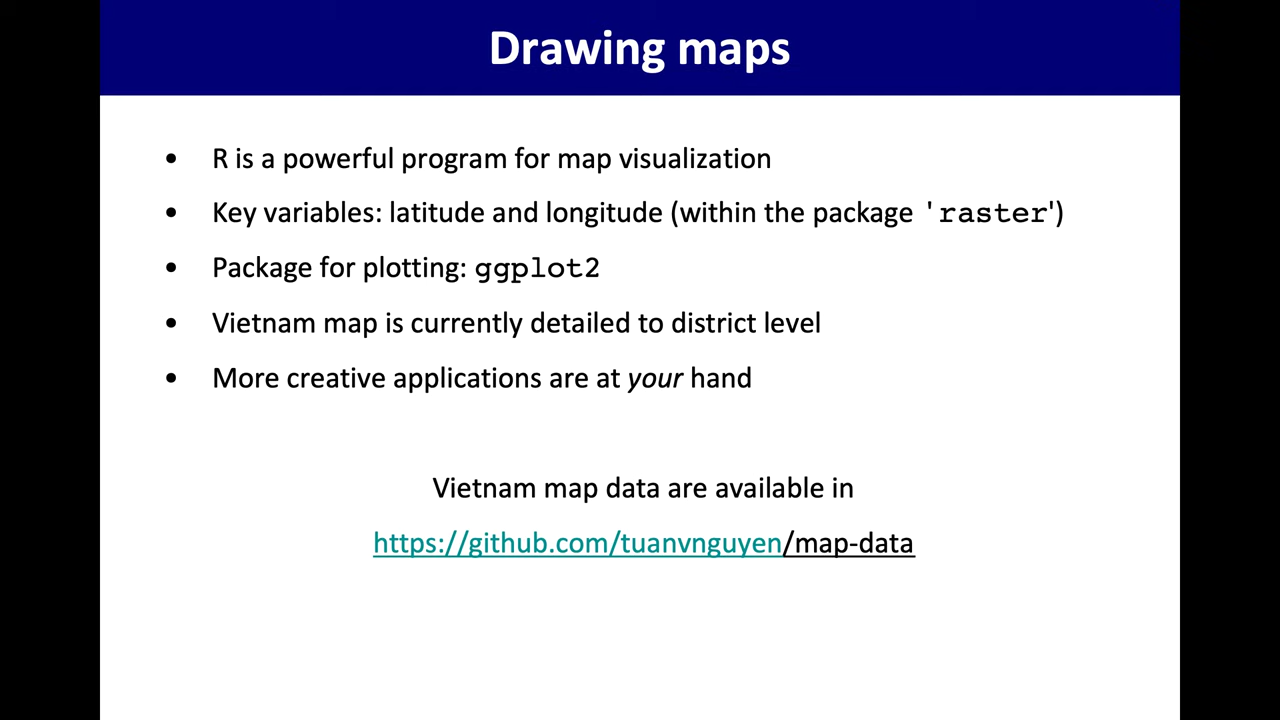 Drawing maps
• R is a powerful program for map visualization
• Key variables: latitude and longitude (within the package 'raster')
• Package for plotting: ggplot2
• Vietnam map is currently detailed to district level
• More creative applications are at your hand
Vietnam map data are available in
https://github.com/tuanvnguyen/map-data